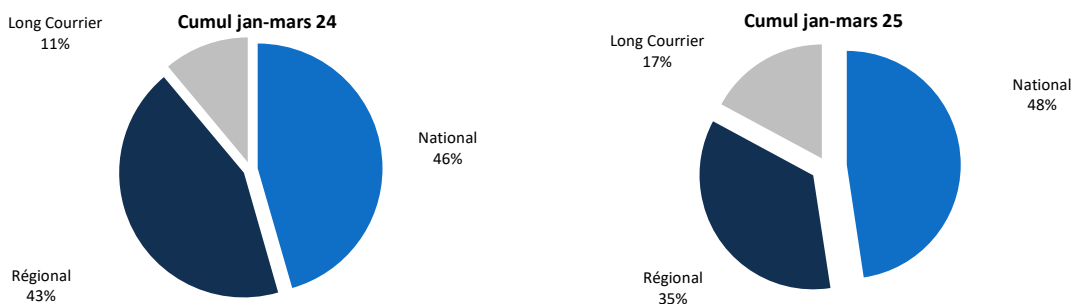 Cumul jan-mars 24
Long Courrier
11%
National
46%
Régional
43%
Cumul jan-mars 25
Long Courrier
17%
National
48%
Régional
35%